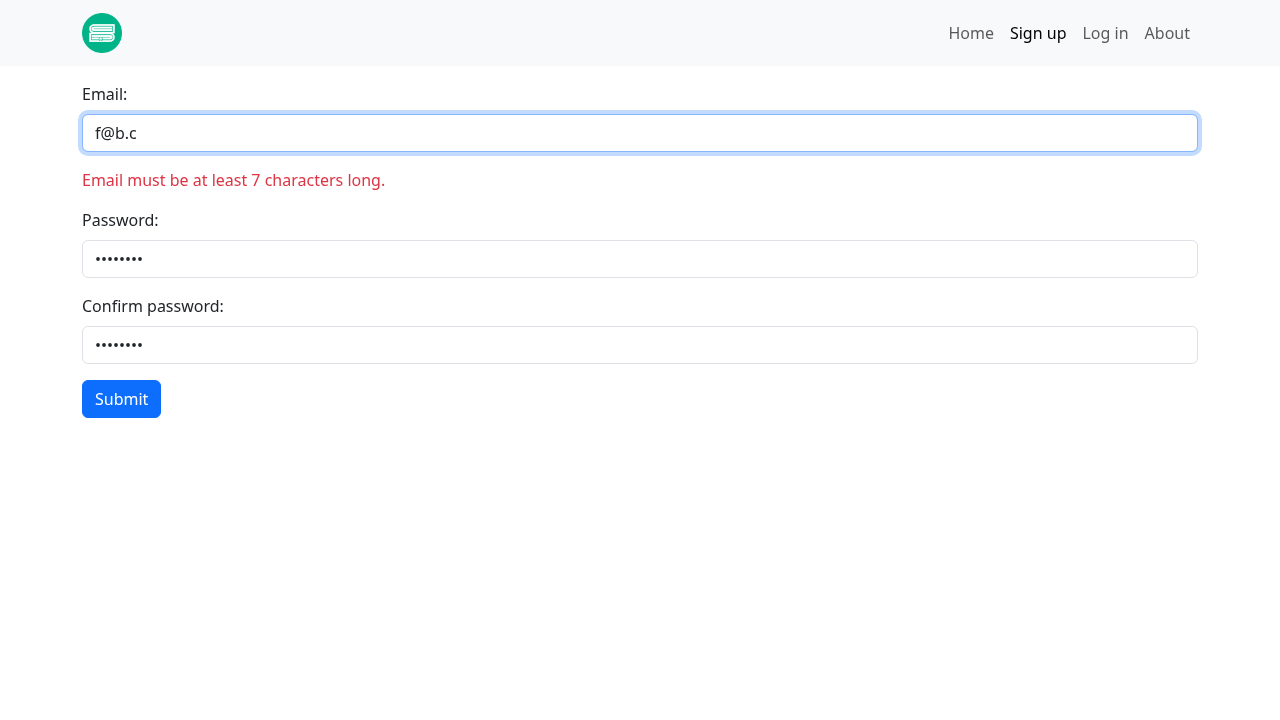 Home Sign up Log in About
Email:
f@b.c
Email must be at least 7 characters long.
Password:
••••••••
Confirm password:
••••••••
Submit